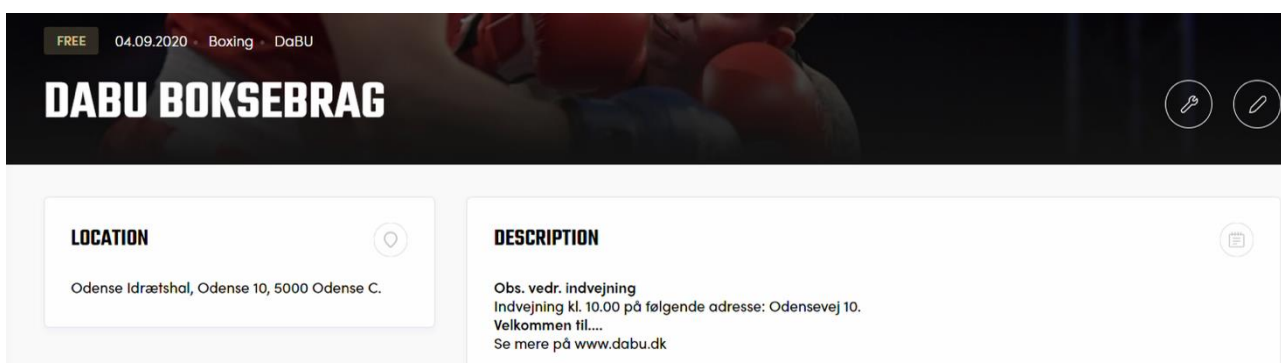 FREE 04.09.2020 Boxing DaBU
DABU BOKSEBRAG
LOCATION
Odense Idrætshal, Odense 10, 5000 Odense C.
DESCRIPTION
Obs. vedr. indvejning
Indvejning kl. 10.00 på følgende adresse: Odensevej 10.
Velkommen til....
Se mere på www.dabu.dk